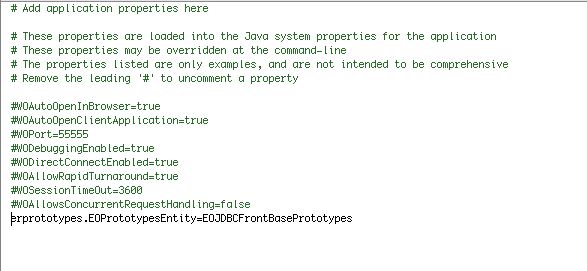 # Add application properties here
# These properties are loaded into the Java system properties for the application
# These properties may be overridden at the command-line
# The properties listed are only examples, and are not intended to be comprehensive
# Remove the leading '#' to uncomment a property
#WOAutoOpenInBrowser=true
#WOAutoOpenClientApplication=true
#WOPort=55555
#WODebuggingEnabled=true
#WODirectConnectEnabled=true
#WOAllowRapidTurnaround=true
#WOSessionTimeOut=3600
#WOAllowsConcurrentRequestHandling=false
erprototypes.EOPrototypesEntity=EOJDBCFrontBasePrototypes